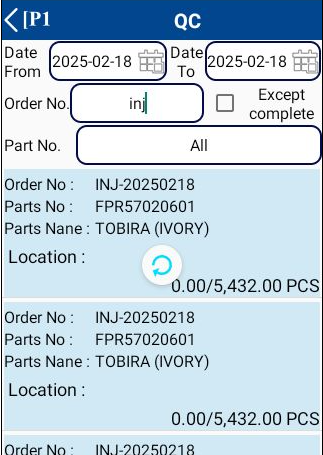 [P1 QC
Date From 2025-02-18 Date To 2025-02-18
Order No. inj Except complete
Part No. All
Order No : INJ-20250218
Parts No : FPR57020601
Parts Nane : TOBIRA (IVORY)
Location :
0.00/5,432.00 PCS
Order No : INJ-20250218
Parts No : FPR57020601
Parts Nane : TOBIRA (IVORY)
Location :
0.00/5,432.00 PCS
Order No : INJ-20250218